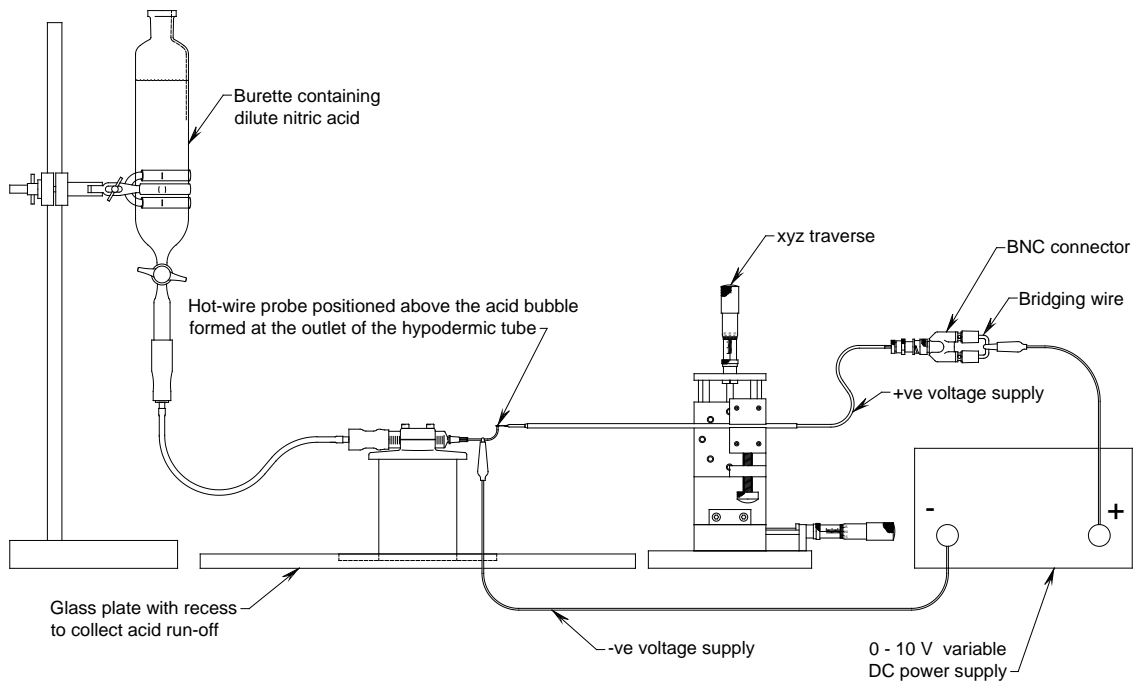 Burette containing
dilute nitric acid
xyz traverse
BNC connector
Hot-wire probe positioned above the acid bubble
formed at the outlet of the hypodermic tube
Bridging wire
+ve voltage supply
-
+
Glass plate with recess
to collect acid run-off
-ve voltage supply
0 - 10 V variable
DC power supply